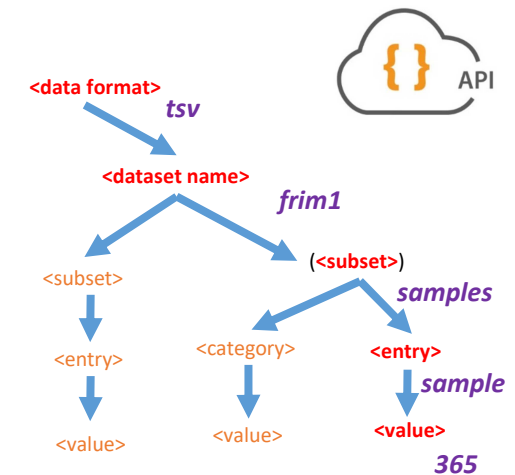 { }
API
<data format>
tsv
<dataset name>
frim1
<subset>
(<subset>)
samples
<entry>
<category>
<entry>
sample
<value>
<value>
<value>
365